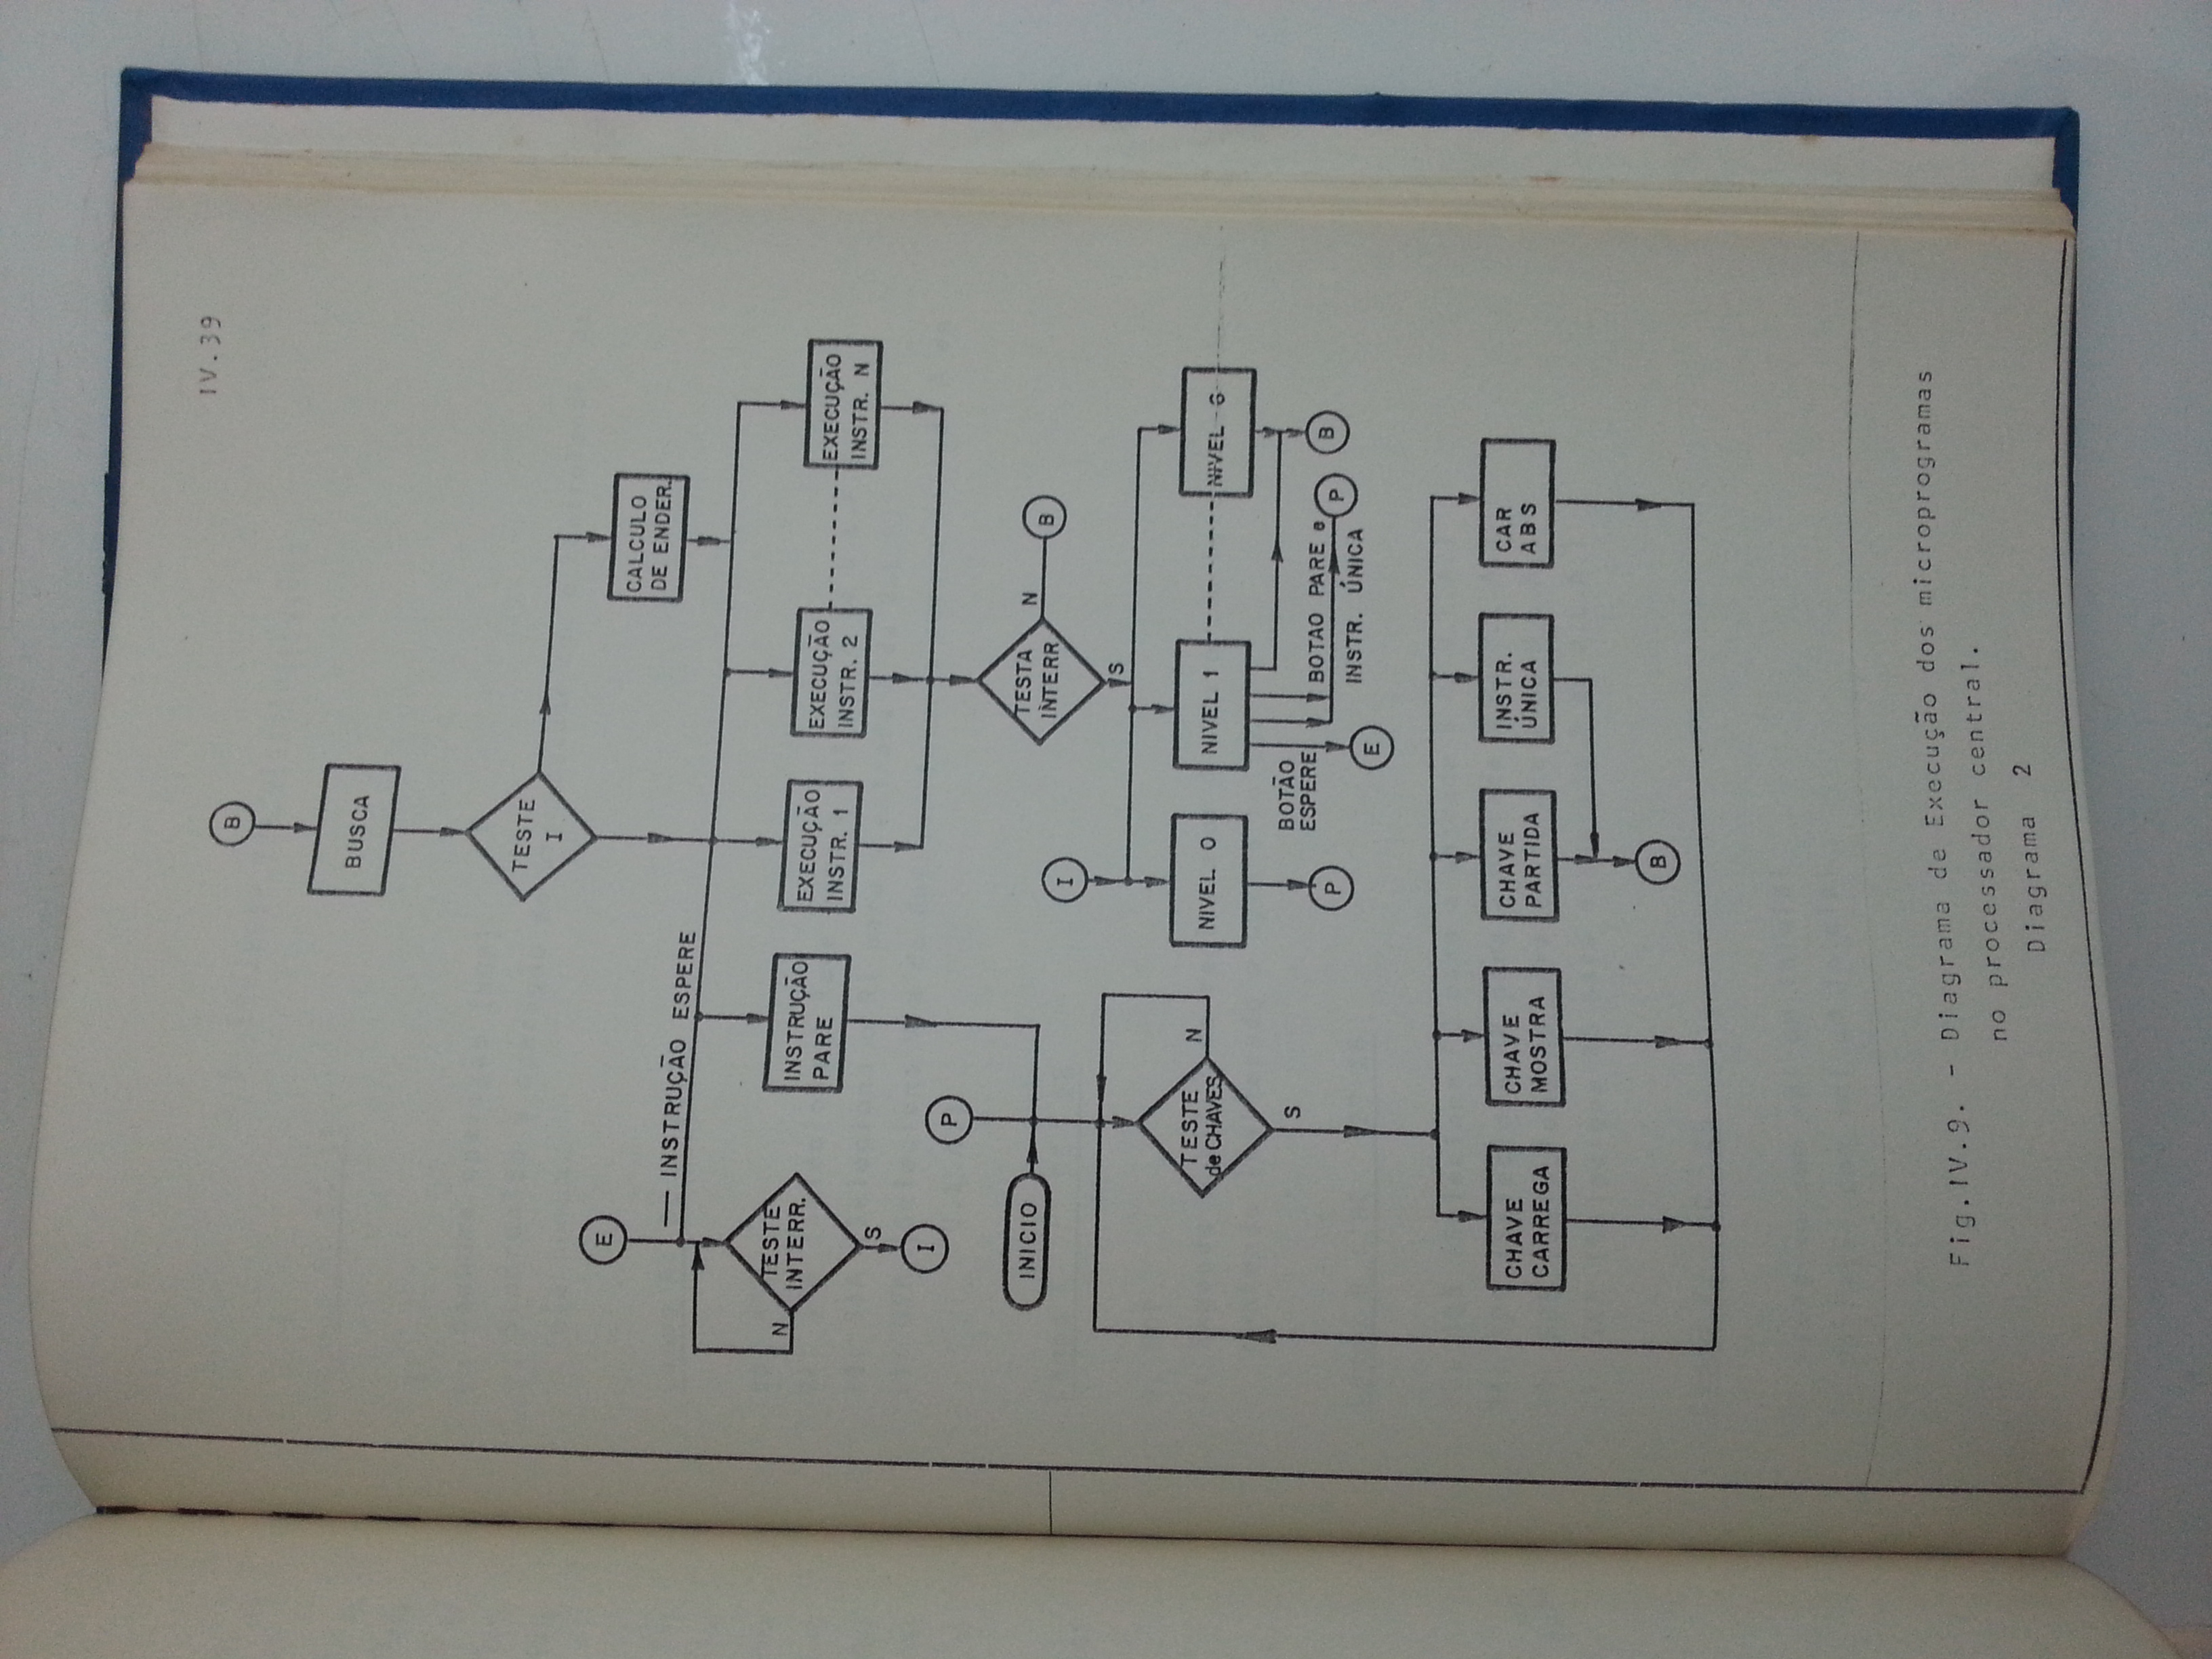 IV.39
B
BUSCA
TESTE
I
CALCULO
DE ENDER.
E
INSTRUÇÃO ESPERE
TESTE
INTERR.
N
S
I
INSTRUÇÃO
PARE
EXECUÇÃO
INSTR. 1
EXECUÇÃO
INSTR. 2
EXECUÇÃO
INSTR. N
P
INICIO
TESTA
INTERR
N
B
S
I
TESTE
de CHAVES
N
S
NIVEL 0
NIVEL 1
NIVEL 6
P
BOTÃO
ESPERE
E
BOTAO PARE e
INSTR. ÚNICA
P
B
CHAVE
CARREGA
CHAVE
MOSTRA
CHAVE
PARTIDA
INSTR.
ÚNICA
CAR
ABS
B
Fig.IV.9. - Diagrama de Execução dos microprogramas
no processador central.
Diagrama 2